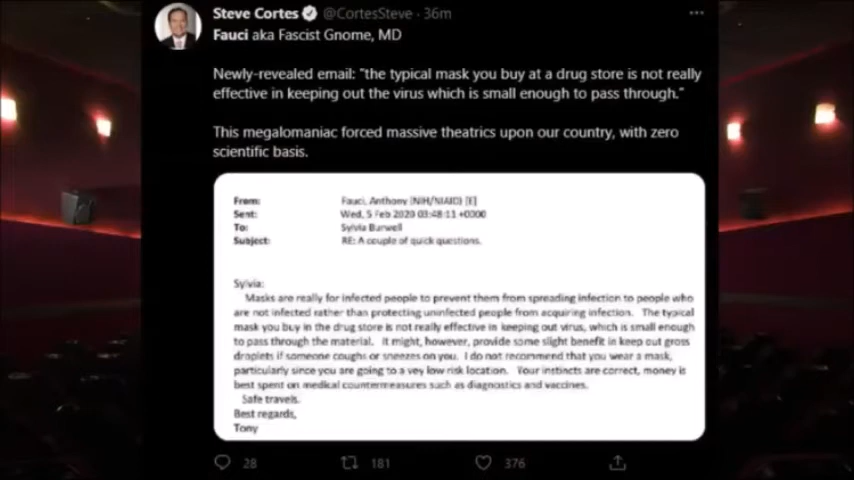 Steve Cortes @CortesSteve · 36m
Fauci aka Fascist Gnome, MD
Newly-revealed email: "the typical mask you buy at a drug store is not really
effective in keeping out the virus which is small enough to pass through."
This megalomaniac forced massive theatrics upon our country, with zero
scientific basis.
From: Fauci, Anthony (NIH/NIAID) [E]
Sent: Wed, 5 Feb 2020 03:48:11 +0000
To: Sylvia Burwell
Subject: RE: A couple of quick questions.
Sylvia:
Masks are really for infected people to prevent them from spreading infection to people who
are not infected rather than protecting uninfected people from acquiring infection. The typical
mask you buy in the drug store is not really effective in keeping out virus, which is small enough
to pass through the material. It might, however, provide some slight benefit in keep out gross
droplets if someone coughs or sneezes on you. I do not recommend that you wear a mask,
particularly since you are going to a vey low risk location. Your instincts are correct, money is
best spent on medical countermeasures such as diagnostics and vaccines.
Safe travels.
Best regards,
Tony
28 181 376